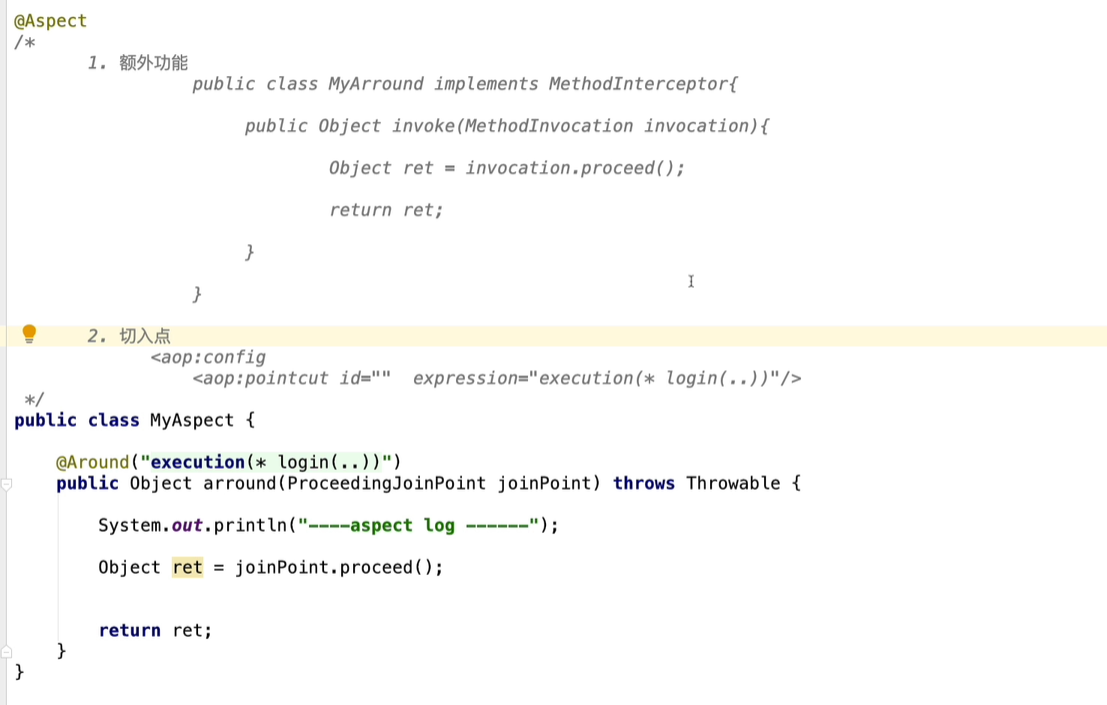 @Aspect
/*
1. 额外功能
public class MyArround implements MethodInterceptor{
public Object invoke(MethodInvocation invocation){
Object ret = invocation.proceed();
return ret;
}
}
2. 切入点
<aop:config
<aop:pointcut id=""  expression="execution(* login(..))"/>
*/
public class MyAspect {
@Around("execution(* login(..))")
public Object arround(ProceedingJoinPoint joinPoint) throws Throwable {
System.out.println("----aspect log ------");
Object ret = joinPoint.proceed();
return ret;
}
}